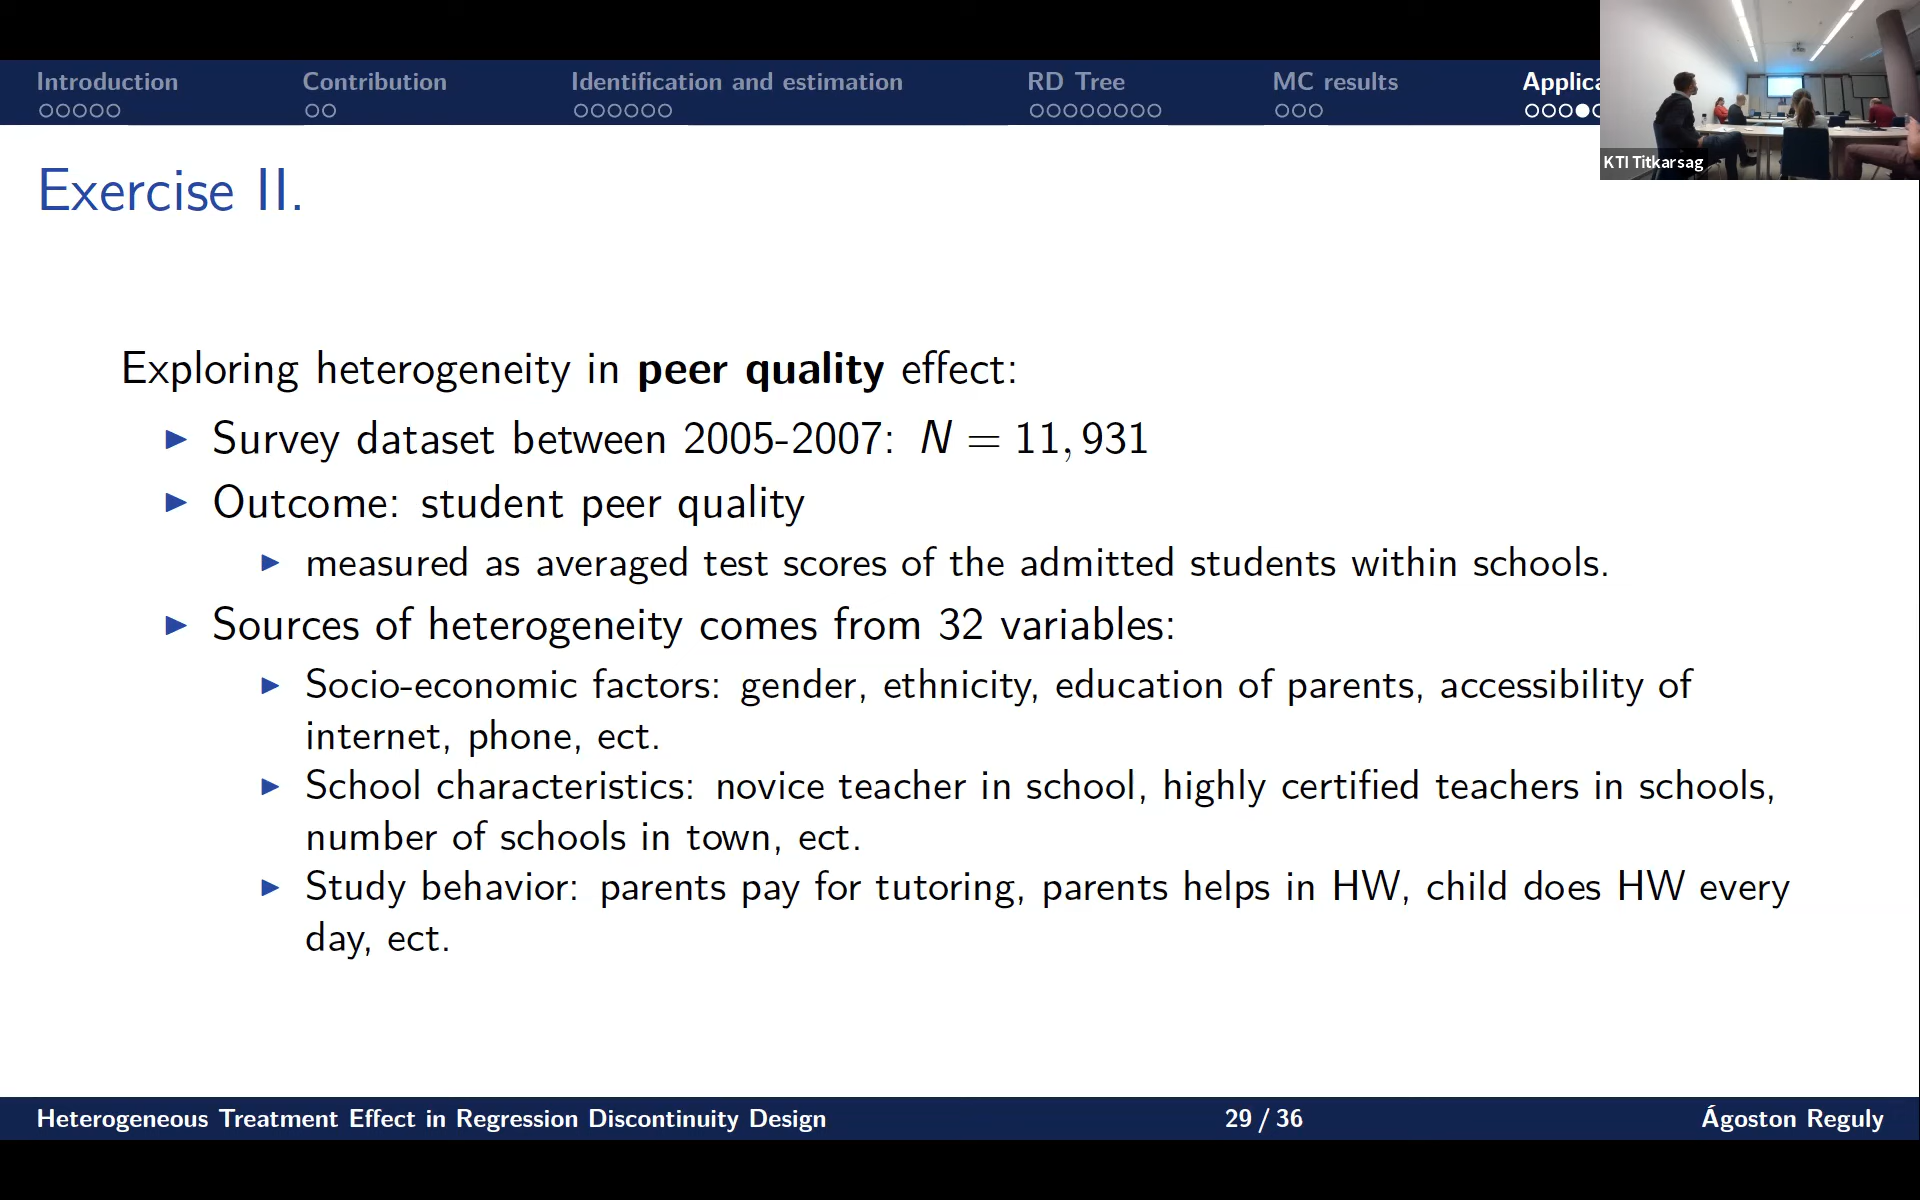 Introduction
Contribution
Identification and estimation
RD Tree
MC results
Applica
KTI Titkarsag
Exercise II.
Exploring heterogeneity in peer quality effect:
Survey dataset between 2005-2007: N = 11, 931
Outcome: student peer quality
measured as averaged test scores of the admitted students within schools.
Sources of heterogeneity comes from 32 variables:
Socio-economic factors: gender, ethnicity, education of parents, accessibility of
internet, phone, ect.
School characteristics: novice teacher in school, highly certified teachers in schools,
number of schools in town, ect.
Study behavior: parents pay for tutoring, parents helps in HW, child does HW every
day, ect.
Heterogeneous Treatment Effect in Regression Discontinuity Design
29 / 36
Ágoston Reguly